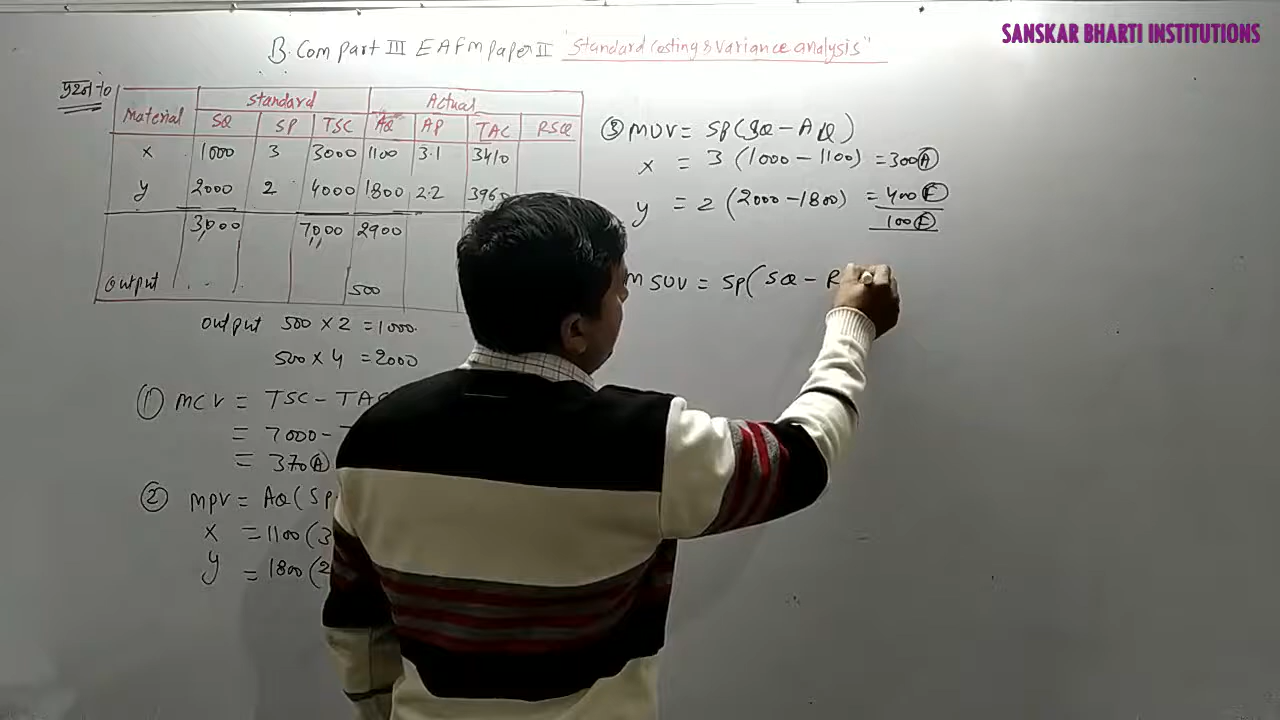 SANSKAR BHARTI INSTITUTIONS
B.Com part III EAFM paper II "Standard Costing & Variance analysis"
Material Standard Actual
SQ SP TSC AQ AP TAC RSQ
x 1000 3 3000 1100 3.1 3410
y 2000 2 4000 1800 2.2 396
3,000 7000 2900
output 500
output 500 × 2 = 1000.
500 × 4 = 2000
① MCV = TSC - TAC
= 7000 -
= 370 Ⓐ
② MPV = AQ (SP
x = 1100 (3
y = 1800 (2
③ MUV = SP (SQ - AQ)
x = 3 (1000 - 1100) = 300 Ⓐ
y = 2 (2000 - 1800) = 400 Ⓕ
100 Ⓕ
MSUV = SP (SQ - R